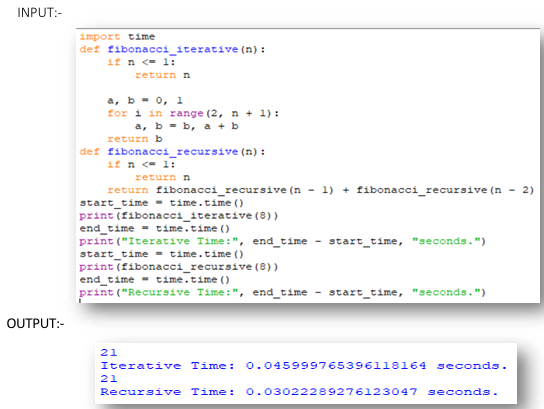 INPUT:-
import time
def fibonacci_iterative(n):
    if n <= 1:
        return n

    a, b = 0, 1
    for i in range(2, n + 1):
        a, b = b, a + b
    return b
def fibonacci_recursive(n):
    if n <= 1:
        return n
    return fibonacci_recursive(n - 1) + fibonacci_recursive(n - 2)
start_time = time.time()
print(fibonacci_iterative(8))
end_time = time.time()
print("Iterative Time:", end_time - start_time, "seconds.")
start_time = time.time()
print(fibonacci_recursive(8))
end_time = time.time()
print("Recursive Time:", end_time - start_time, "seconds.")
OUTPUT:-
21
Iterative Time: 0.045999765396118164 seconds.
21
Recursive Time: 0.03022289276123047 seconds.